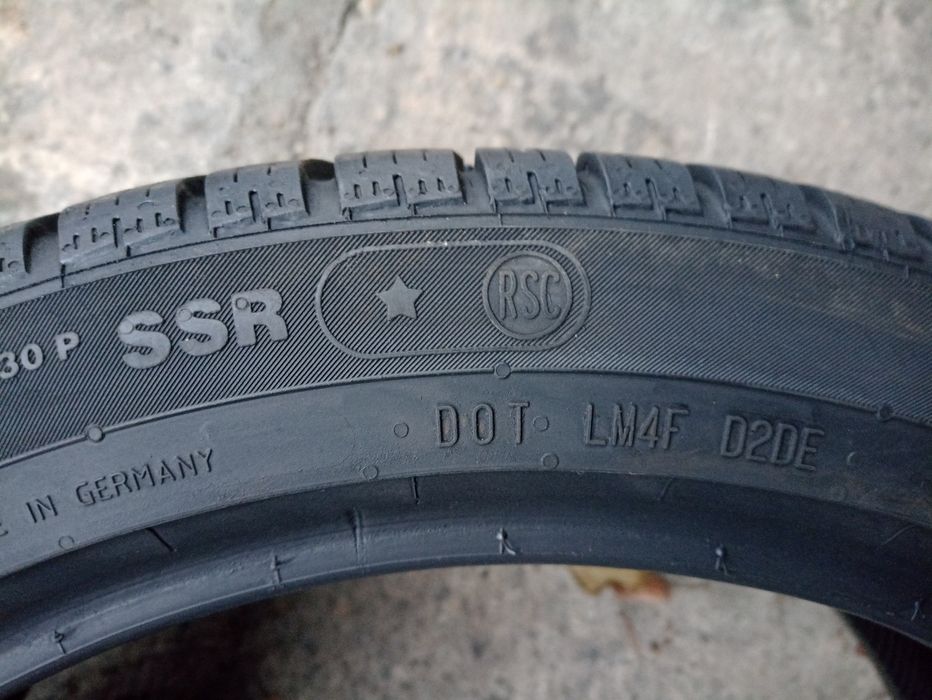 30 P SSR ★ RSC
IN GERMANY DOT LM4F D2DE